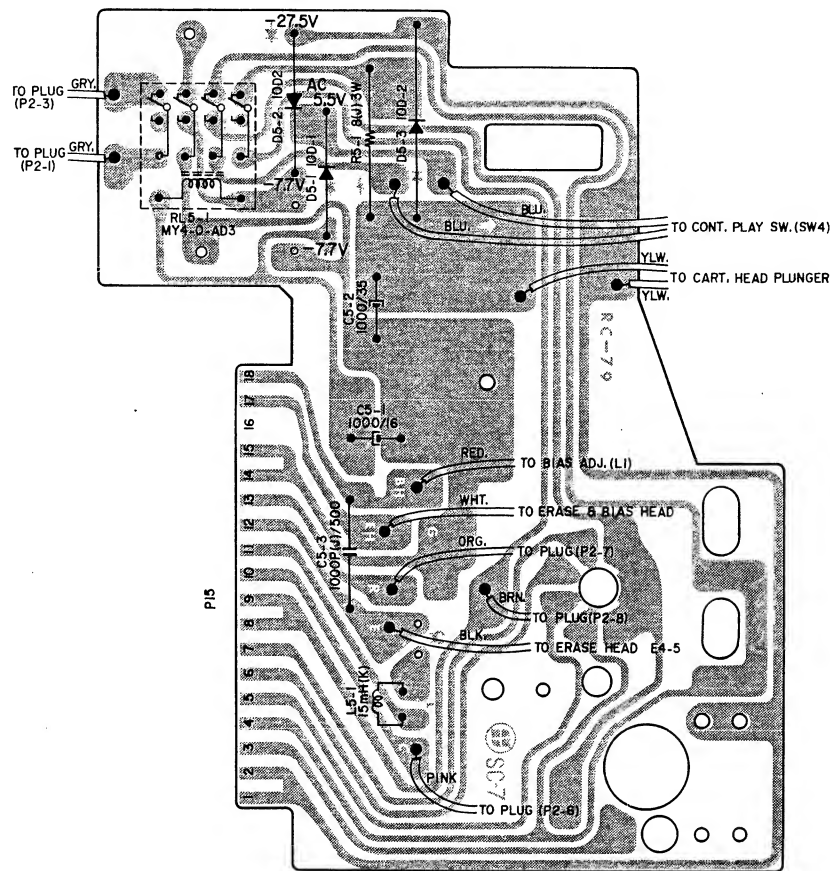 -27.5V
TO PLUG
(P2-3)
GRY.
TO PLUG
(P2-1)
GRY.
RL5-1
MY4-0-AD3
D5-2 10D2
AC
5.5V
-7.7V
D5-1 10D-1
-7.7V
R5-1 8(J) 3W
D5-3 10D-2
BLU.
BLU.
TO CONT. PLAY SW.(SW4)
YLW.
TO CART. HEAD PLUNGER
YLW.
C5-2
1000/35
RC-79
C5-1
1000/16
RED.
TO BIAS ADJ.(L1)
BH
WHT.
TO ERASE & BIAS HEAD
EH
G
ORG.
TO PLUG(P2-7)
C5-3
1000P(J)/500
BRN.
TO PLUG(P2-8)
BLK.
TO ERASE HEAD E4-5
E
L5-1
15mH(K)
PINK
TO PLUG (P2-6)
SC-7
P15
18
17
16
15
14
13
12
11
10
9
8
7
6
5
4
3
2
1